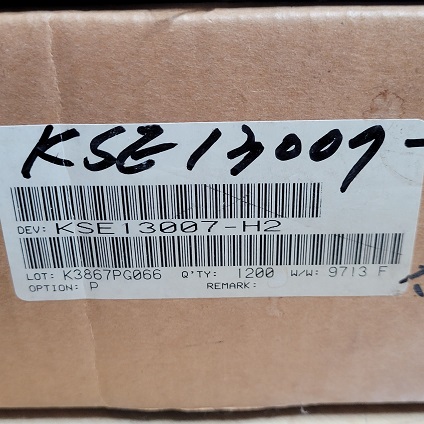 KSE13007-
DEV: KSE13007-H2
LOT: K3867PG066 Q'TY: 1200 W/W: 9713 F
OPTION: P REMARK: